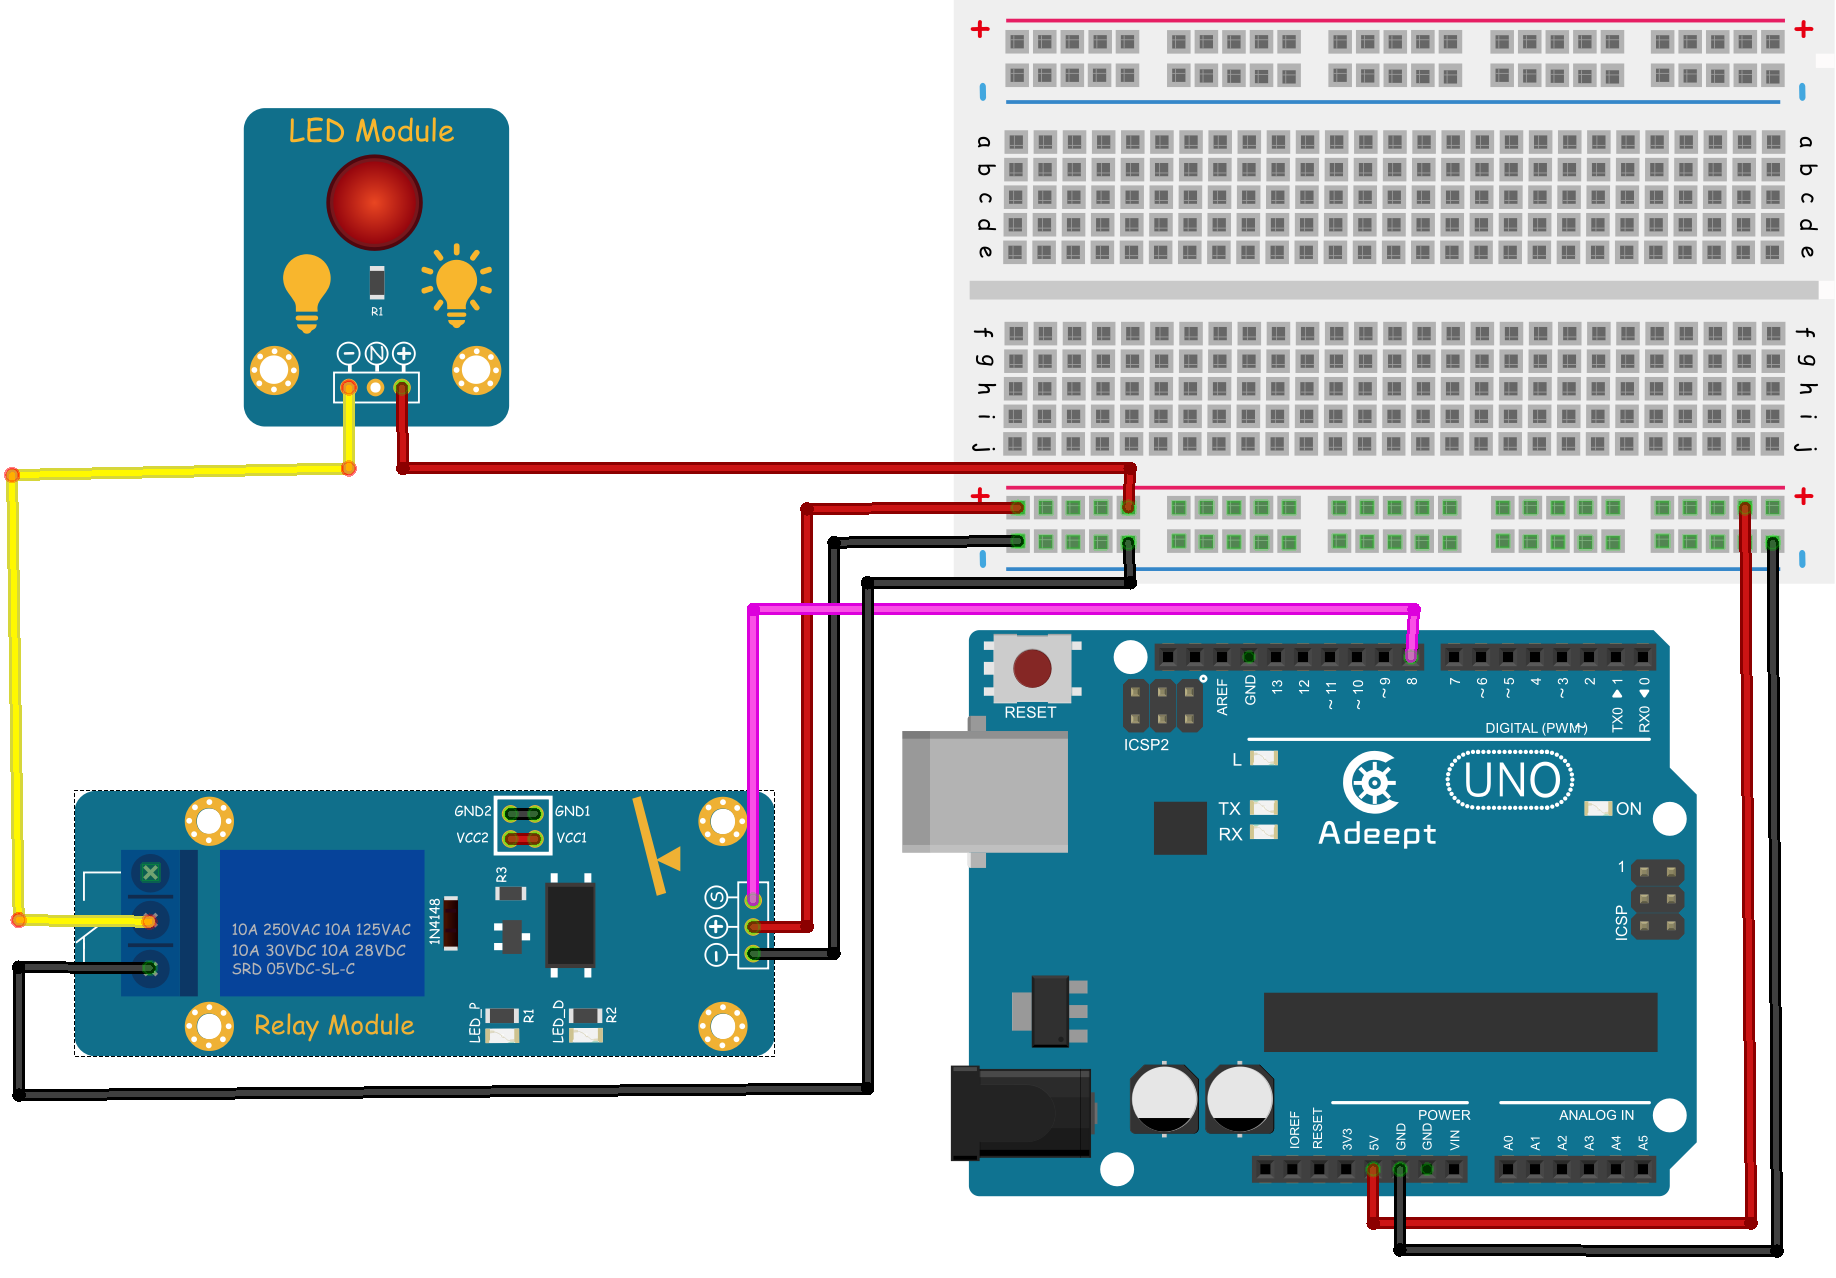 + +
a a
b b
c c
d d
e e
f f
g g
h h
i i
j j
+ +
LED Module
R1
- N +
RESET
ICSP2
AREF GND 13 12 ~11 ~10 ~9 8 7 ~6 ~5 4 ~3 2 TX0▶1 RX0◀0
DIGITAL (PWM~)
L
TX
RX
Adeept
UNO
ON
1
ICSP
IOREF RESET 3V3 5V GND GND VIN
POWER
ANALOG IN
A0 A1 A2 A3 A4 A5
GND2 GND1
VCC2 VCC1
R3
1N4148
S
+
-
10A 250VAC 10A 125VAC
10A 30VDC 10A 28VDC
SRD 05VDC-SL-C
Relay Module
LED_P R1
LED_D R2